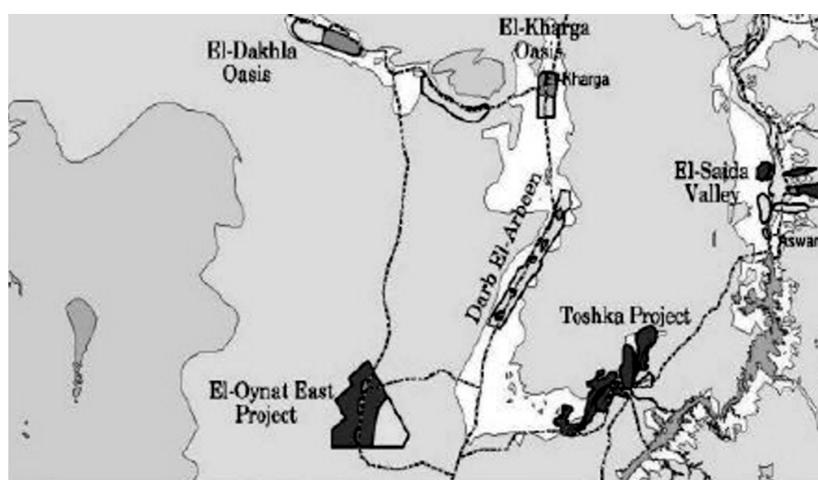 El-Dakhla
Oasis
El-Kharga
Oasis
El-Kharga
El-Saida
Valley
Aswan
Darb El-Arbeen
Toshka Project
El-Oynat East
Project